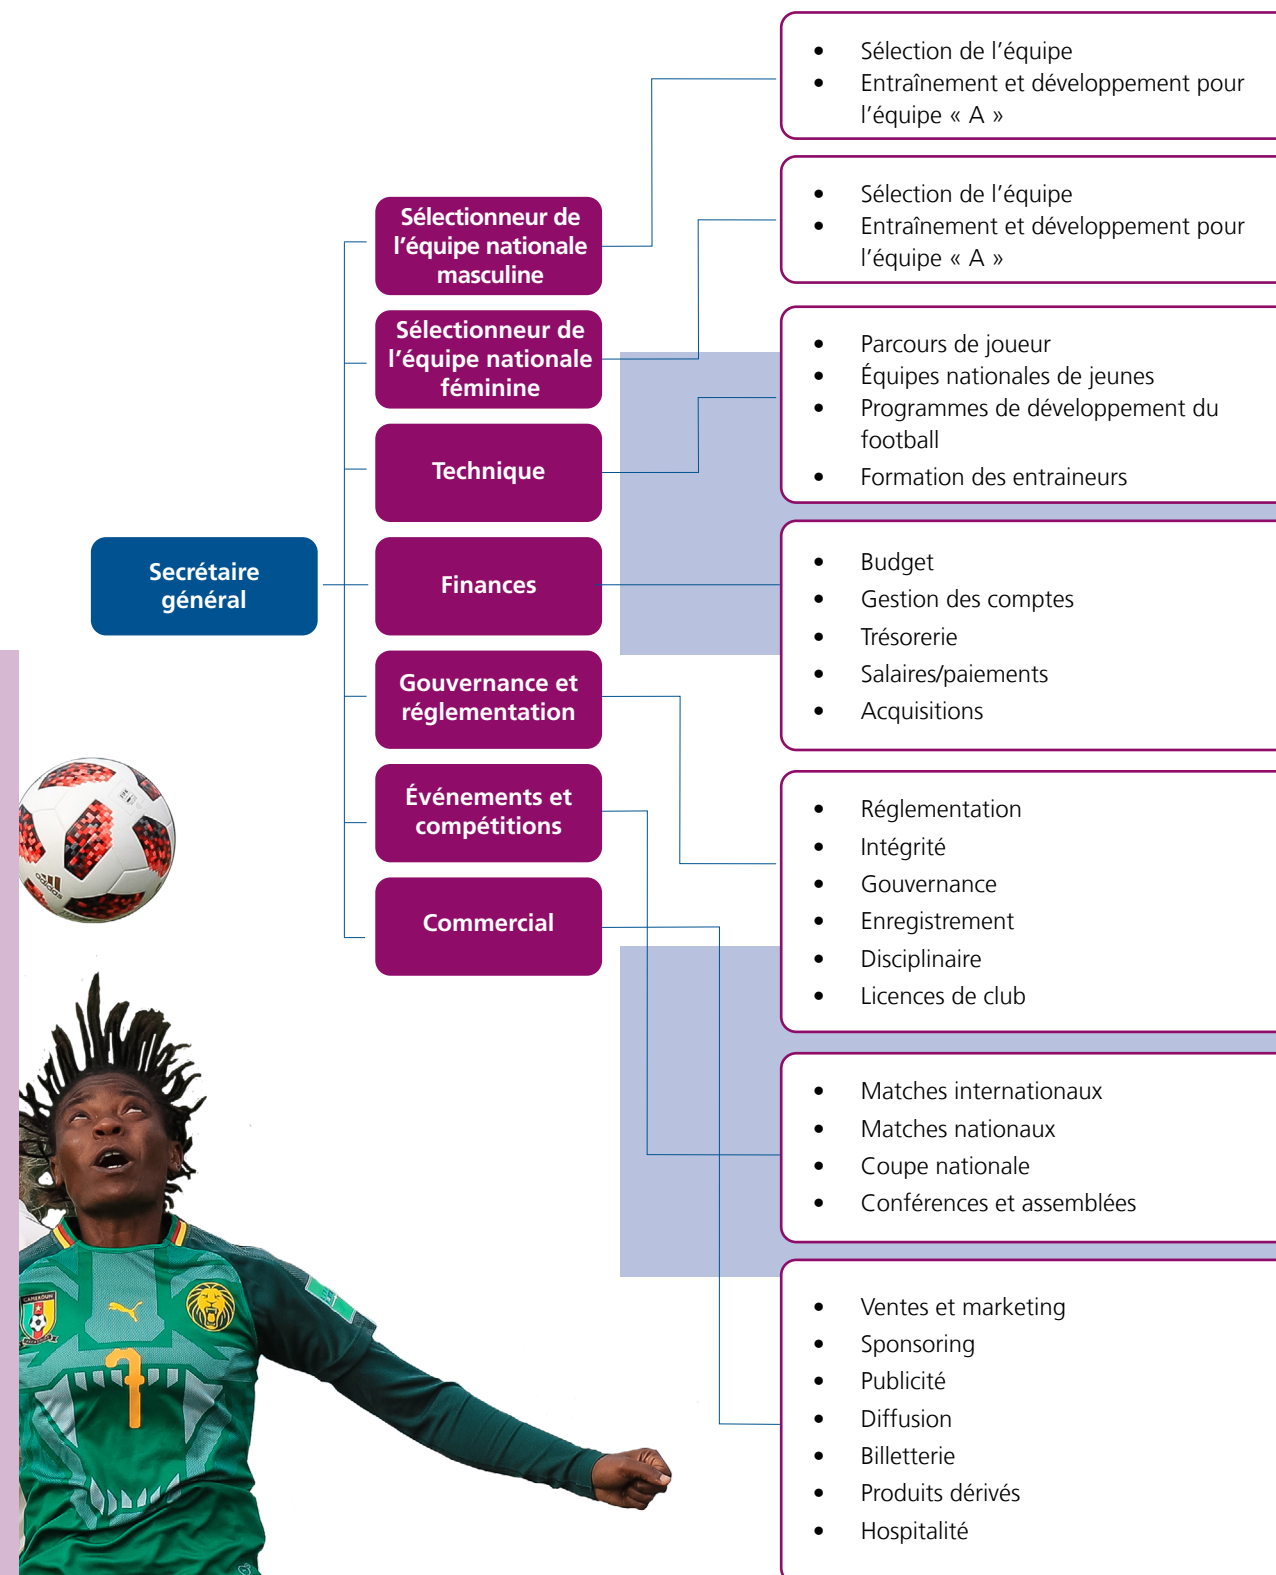 Secrétaire
général
Sélectionneur de
l’équipe nationale
masculine
Sélectionneur de
l’équipe nationale
féminine
Technique
Finances
Gouvernance et
réglementation
Événements et
compétitions
Commercial
• Sélection de l’équipe
• Entraînement et développement pour
l’équipe « A »
• Sélection de l’équipe
• Entraînement et développement pour
l’équipe « A »
• Parcours de joueur
• Équipes nationales de jeunes
• Programmes de développement du
football
• Formation des entraineurs
• Budget
• Gestion des comptes
• Trésorerie
• Salaires/paiements
• Acquisitions
• Réglementation
• Intégrité
• Gouvernance
• Enregistrement
• Disciplinaire
• Licences de club
• Matches internationaux
• Matches nationaux
• Coupe nationale
• Conférences et assemblées
• Ventes et marketing
• Sponsoring
• Publicité
• Diffusion
• Billetterie
• Produits dérivés
• Hospitalité
adidas
CAMEROUN
7